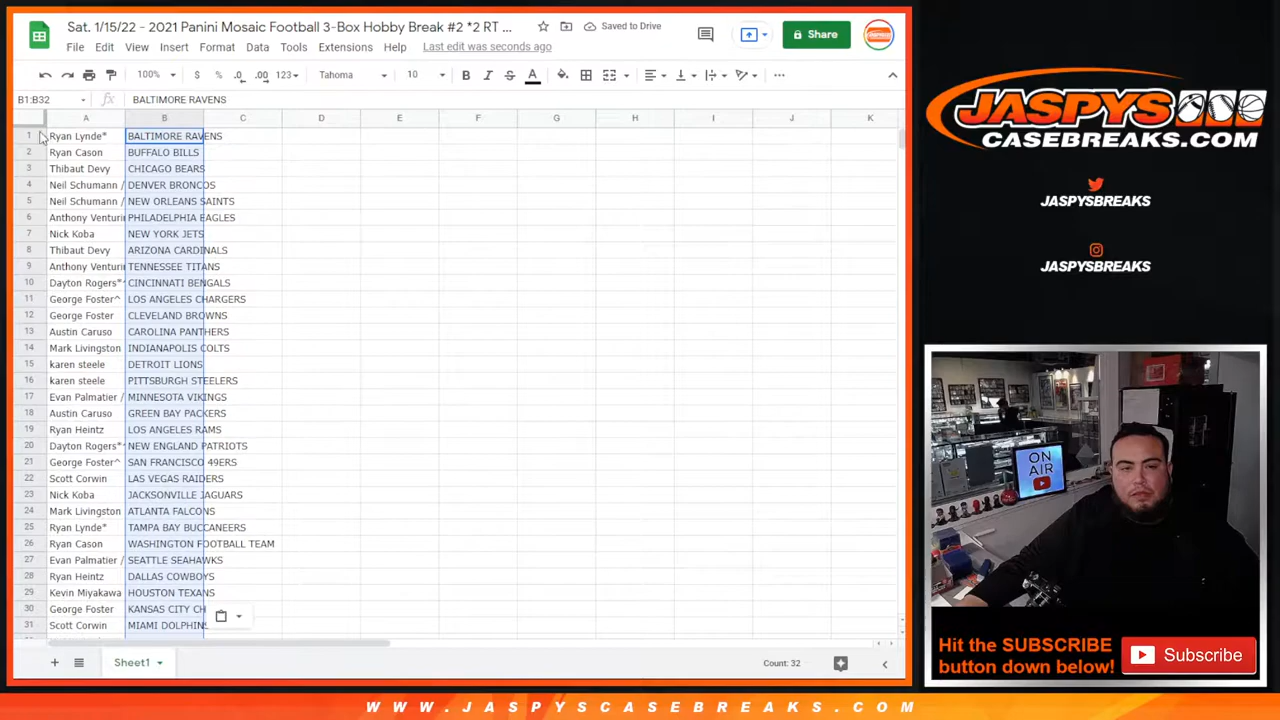 Sat. 1/15/22 - 2021 Panini Mosaic Football 3-Box Hobby Break #2 *2 RT ...
Saved to Drive
Share
File Edit View Insert Format Data Tools Extensions Help Last edit was seconds ago
100% $ % .0 .00 123 Tahoma 10 B I S A
B1:B32 fx BALTIMORE RAVENS
A B C D E F G H I J K
1 Ryan Lynde* BALTIMORE RAVENS
2 Ryan Cason BUFFALO BILLS
3 Thibaut Devy CHICAGO BEARS
4 Neil Schumann / DENVER BRONCOS
5 Neil Schumann / NEW ORLEANS SAINTS
6 Anthony Venturin PHILADELPHIA EAGLES
7 Nick Koba NEW YORK JETS
8 Thibaut Devy ARIZONA CARDINALS
9 Anthony Venturin TENNESSEE TITANS
10 Dayton Rogers*^ CINCINNATI BENGALS
11 George Foster^ LOS ANGELES CHARGERS
12 George Foster CLEVELAND BROWNS
13 Austin Caruso CAROLINA PANTHERS
14 Mark Livingston INDIANAPOLIS COLTS
15 karen steele DETROIT LIONS
16 karen steele PITTSBURGH STEELERS
17 Evan Palmatier / MINNESOTA VIKINGS
18 Austin Caruso GREEN BAY PACKERS
19 Ryan Heintz LOS ANGELES RAMS
20 Dayton Rogers*^ NEW ENGLAND PATRIOTS
21 George Foster^ SAN FRANCISCO 49ERS
22 Scott Corwin LAS VEGAS RAIDERS
23 Nick Koba JACKSONVILLE JAGUARS
24 Mark Livingston ATLANTA FALCONS
25 Ryan Lynde* TAMPA BAY BUCCANEERS
26 Ryan Cason WASHINGTON FOOTBALL TEAM
27 Evan Palmatier / SEATTLE SEAHAWKS
28 Ryan Heintz DALLAS COWBOYS
29 Kevin Miyakawa HOUSTON TEXANS
30 George Foster KANSAS CITY CH
31 Scott Corwin MIAMI DOLPHINS
Sheet1
Count: 32
JASPYS
CASEBREAKS.COM
JASPYSBREAKS
JASPYSBREAKS
ON
AIR
Hit the SUBSCRIBE
button down below!
Subscribe
WWW.JASPYSCASEBREAKS.COM